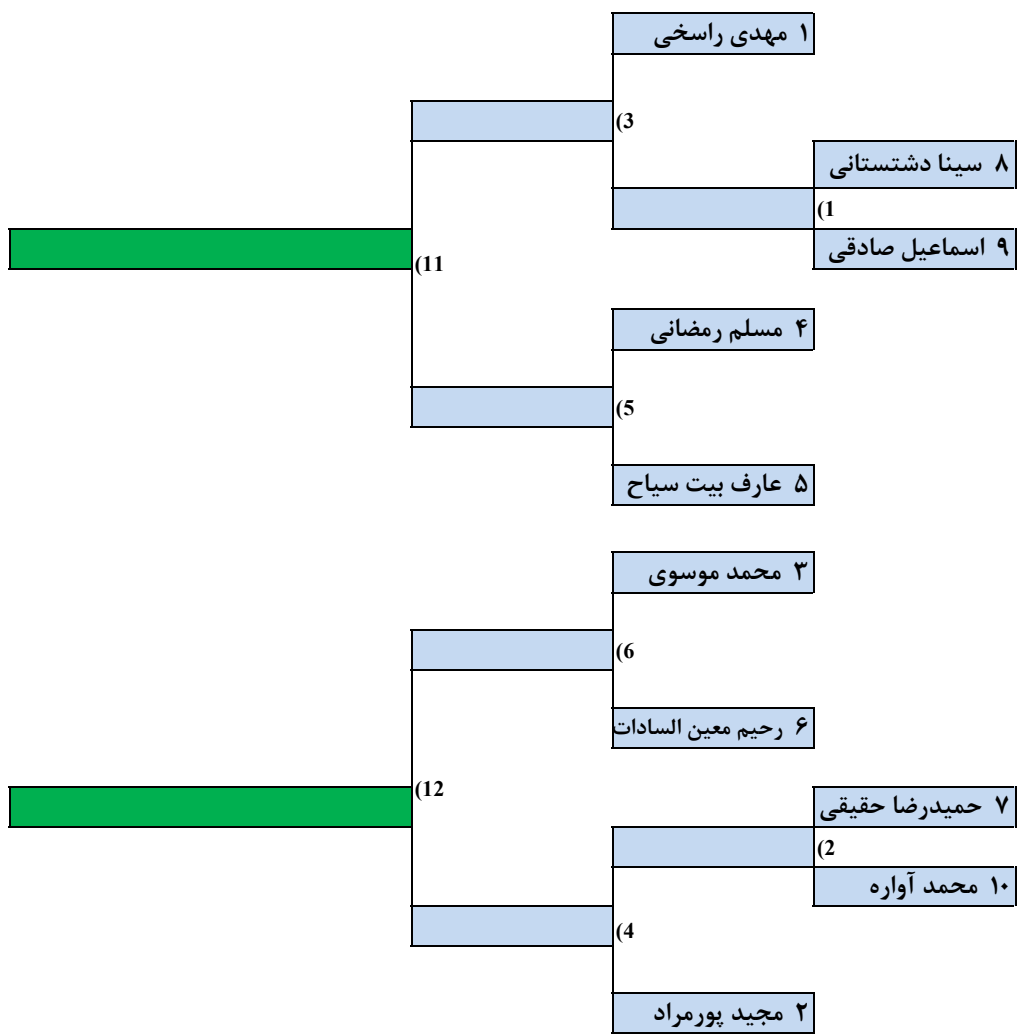 ۱ مهدی راسخی
(3
۸ سینا دشتستانی
(1
۹ اسماعیل صادقی
(11
۴ مسلم رمضانی
(5
۵ عارف بیت سیاح
۳ محمد موسوی
(6
۶ رحیم معین السادات
(12
۷ حمیدرضا حقیقی
(2
۱۰ محمد آواره
(4
۲ مجید پورمراد